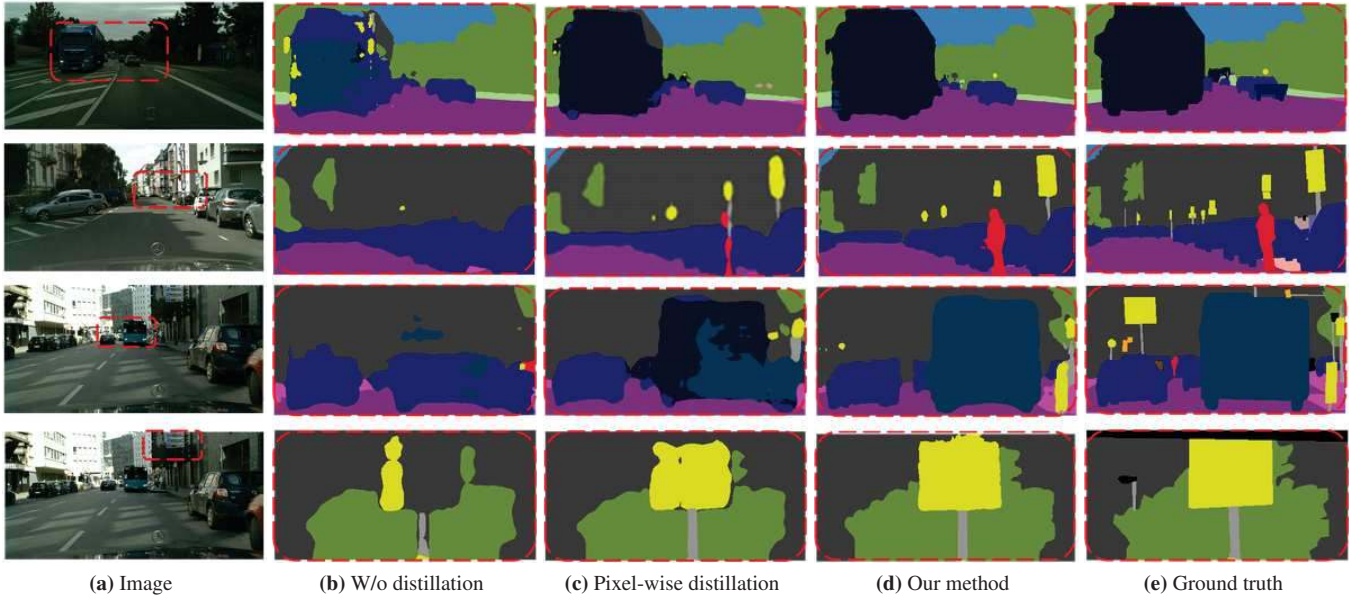 (a) Image
(b) W/o distillation
(c) Pixel-wise distillation
(d) Our method
(e) Ground truth